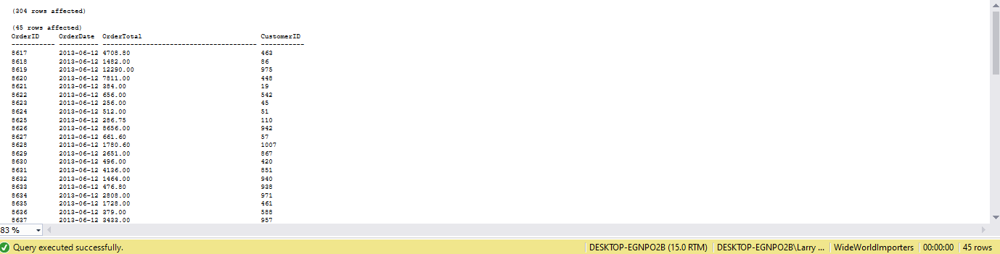 (304 rows affected)
(45 rows affected)
OrderID OrderDate OrderTotal CustomerID
----------- ---------- --------------------------------------- -----------
8617 2013-06-12 4708.80 463
8618 2013-06-12 1482.00 86
8619 2013-06-12 12290.00 975
8620 2013-06-12 7811.00 448
8621 2013-06-12 384.00 19
8622 2013-06-12 656.00 542
8623 2013-06-12 256.00 45
8624 2013-06-12 512.00 51
8625 2013-06-12 286.75 110
8626 2013-06-12 8656.00 942
8627 2013-06-12 661.60 57
8628 2013-06-12 1780.60 1007
8629 2013-06-12 2651.00 867
8630 2013-06-12 496.00 420
8631 2013-06-12 4136.00 851
8632 2013-06-12 1464.00 940
8633 2013-06-12 476.80 938
8634 2013-06-12 2808.00 971
8635 2013-06-12 1728.00 461
8636 2013-06-12 379.00 588
8637 2013-06-12 3433.00 957
83 %
Query executed successfully. DESKTOP-EGNPO2B (15.0 RTM) DESKTOP-EGNPO2B\Larry ... WideWorldImporters 00:00:00 45 rows